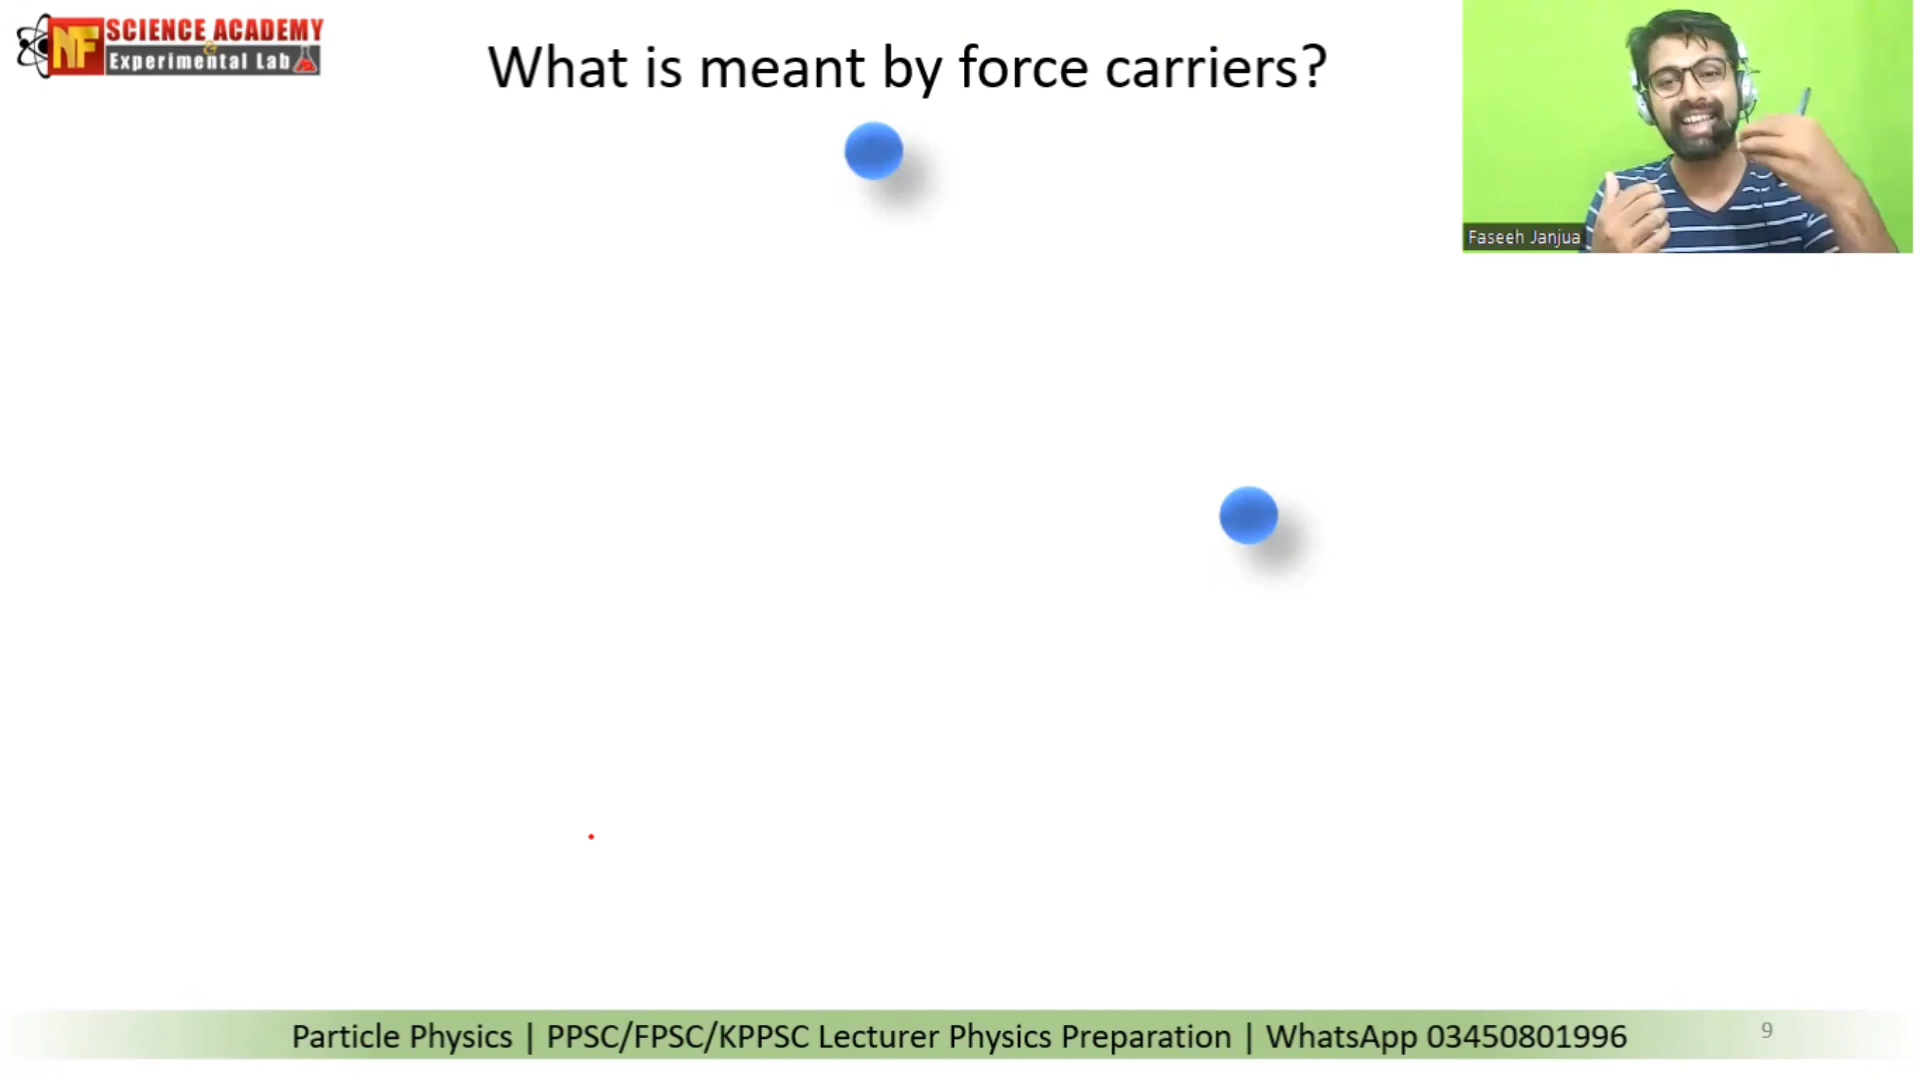 NF SCIENCE ACADEMY
&
Experimental Lab
What is meant by force carriers?
Faseeh Janjua
Particle Physics | PPSC/FPSC/KPPSC Lecturer Physics Preparation | WhatsApp 03450801996
9